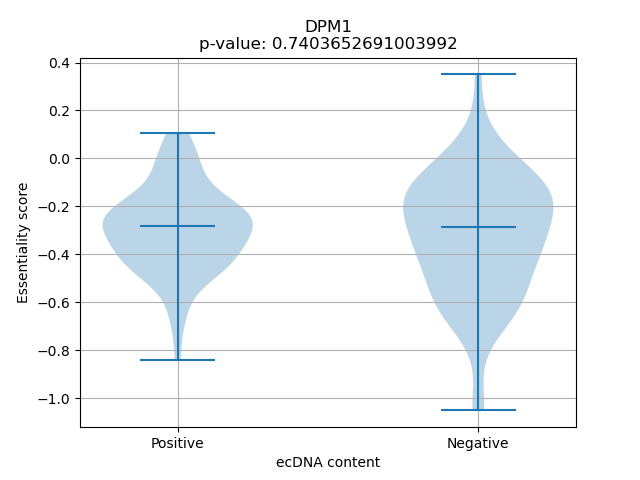 DPM1
p-value: 0.7403652691003992
Essentiality score
0.4
0.2
0.0
−0.2
−0.4
−0.6
−0.8
−1.0
Positive
Negative
ecDNA content